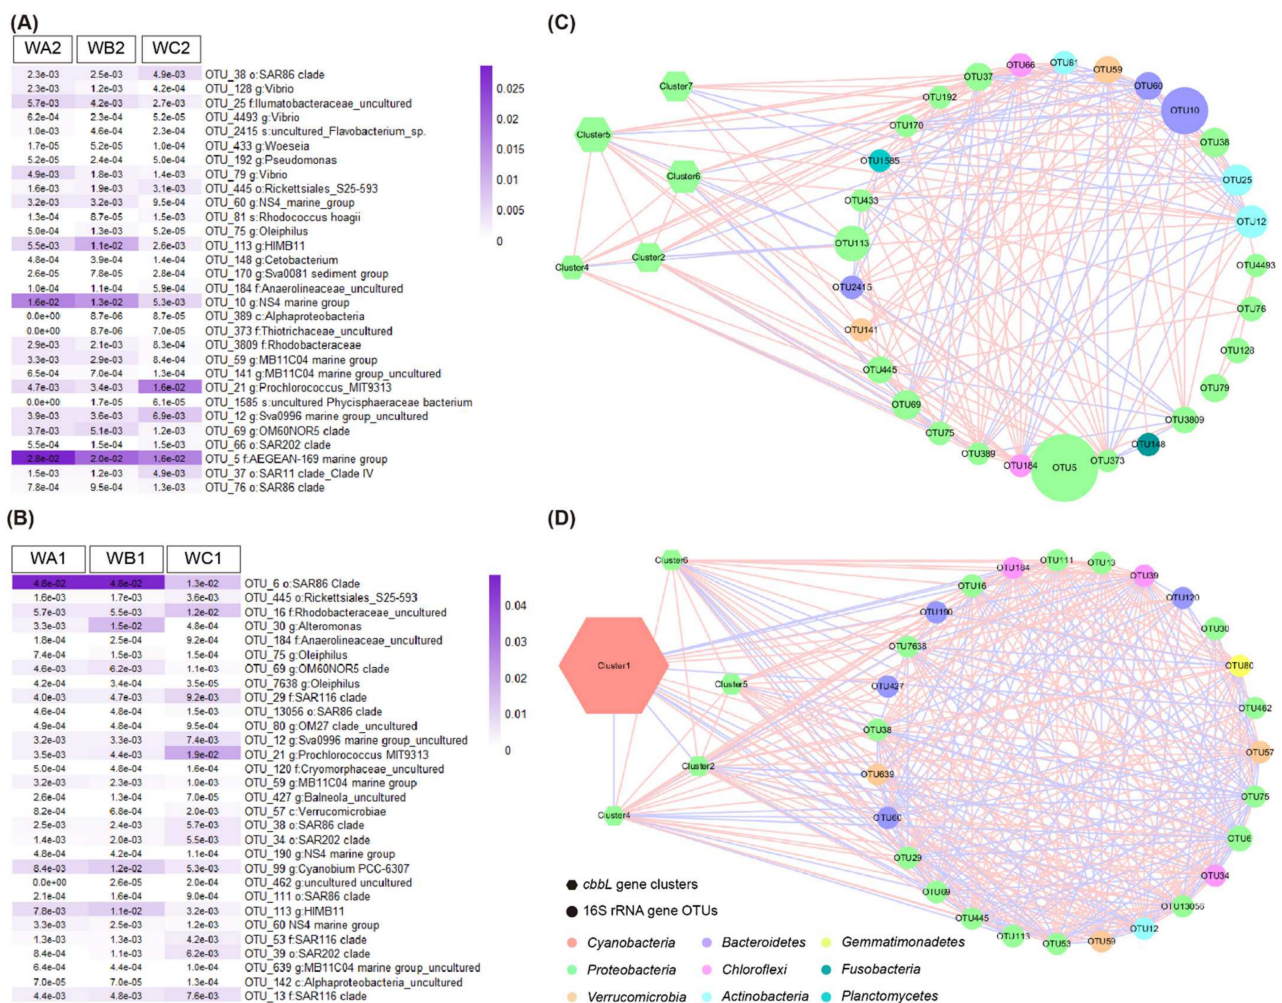 (A)
WA2 WB2 WC2
2.3e-03 2.5e-03 4.9e-03 OTU_38 o:SAR86 clade
2.3e-03 1.2e-03 4.2e-04 OTU_128 g:Vibrio
5.7e-03 4.2e-03 2.7e-03 OTU_25 f:Ilumatobacteraceae_uncultured
6.2e-04 2.3e-04 5.2e-05 OTU_4493 g:Vibrio
1.0e-03 4.6e-04 2.3e-04 OTU_2415 s:uncultured_Flavobacterium_sp.
1.7e-05 5.2e-05 1.0e-04 OTU_433 g:Woeseia
5.2e-05 2.4e-04 5.0e-04 OTU_192 g:Pseudomonas
4.9e-03 1.8e-03 1.4e-03 OTU_79 g:Vibrio
1.6e-03 1.9e-03 3.1e-03 OTU_445 o:Rickettsiales_S25-593
3.2e-03 3.2e-03 9.5e-04 OTU_60 g:NS4_marine_group
1.3e-04 8.7e-05 1.5e-03 OTU_81 s:Rhodococcus hoagii
5.0e-04 1.3e-03 5.2e-05 OTU_75 g:Oleiphilus
5.5e-03 1.1e-02 2.6e-03 OTU_113 g:HIMB11
4.8e-04 3.9e-04 1.4e-04 OTU_148 g:Cetobacterium
2.6e-05 7.8e-05 2.8e-04 OTU_170 g:Sva0081 sediment group
1.0e-04 1.1e-04 5.9e-04 OTU_184 f:Anaerolineaceae_uncultured
1.6e-02 1.3e-02 5.3e-03 OTU_10 g:NS4 marine group
0.0e+00 8.7e-06 8.7e-05 OTU_389 c:Alphaproteobacteria
0.0e+00 8.7e-06 7.0e-05 OTU_373 f:Thiotrichaceae_uncultured
2.9e-03 2.1e-03 8.3e-04 OTU_3809 f:Rhodobacteraceae
3.3e-03 2.9e-03 8.4e-04 OTU_59 g:MB11C04 marine group
6.5e-04 7.0e-04 1.3e-04 OTU_141 g:MB11C04 marine group_uncultured
4.7e-03 3.4e-03 1.6e-02 OTU_21 g:Prochlorococcus_MIT9313
0.0e+00 1.7e-05 6.1e-05 OTU_1585 s:uncultured Phycisphaeraceae bacterium
3.9e-03 3.6e-03 6.9e-03 OTU_12 g:Sva0996 marine group_uncultured
3.7e-03 5.1e-03 1.2e-03 OTU_69 g:OM60NOR5 clade
5.5e-04 1.5e-04 1.5e-03 OTU_66 o:SAR202 clade
2.8e-02 2.0e-02 1.6e-02 OTU_5 f:AEGEAN-169 marine group
1.5e-03 1.2e-03 4.9e-03 OTU_37 o:SAR11 clade_Clade IV
7.8e-04 9.5e-04 1.3e-03 OTU_76 o:SAR86 clade
0.025
0.02
0.015
0.01
0.005
0
(B)
WA1 WB1 WC1
4.8e-02 4.8e-02 1.3e-02 OTU_6 o:SAR86 Clade
1.6e-03 1.7e-03 3.6e-03 OTU_445 o:Rickettsiales_S25-593
5.7e-03 5.5e-03 1.2e-02 OTU_16 f:Rhodobacteraceae_uncultured
3.3e-03 1.5e-02 4.8e-04 OTU_30 g:Alteromonas
1.8e-04 2.5e-04 9.2e-04 OTU_184 f:Anaerolineaceae_uncultured
7.4e-04 1.5e-03 1.5e-04 OTU_75 g:Oleiphilus
4.6e-03 6.2e-03 1.1e-03 OTU_69 g:OM60NOR5 clade
4.2e-04 3.4e-04 3.5e-05 OTU_7638 g:Oleiphilus
4.0e-03 4.7e-03 9.2e-03 OTU_29 f:SAR116 clade
4.6e-04 4.8e-04 1.5e-03 OTU_13056 o:SAR86 clade
4.9e-04 4.8e-04 9.5e-04 OTU_80 g:OM27 clade_uncultured
3.2e-03 3.3e-03 7.4e-03 OTU_12 g:Sva0996 marine group_uncultured
3.5e-03 4.4e-03 1.9e-02 OTU_21 g:Prochlorococcus MIT9313
5.0e-04 4.8e-04 1.6e-04 OTU_120 f:Cryomorphaceae_uncultured
3.2e-03 2.3e-03 1.0e-03 OTU_59 g:MB11C04 marine group
2.6e-04 1.3e-04 7.0e-05 OTU_427 g:Balneola_uncultured
8.2e-04 6.8e-04 2.0e-03 OTU_57 c:Verrucomicrobiae
2.5e-03 2.4e-03 5.7e-03 OTU_38 o:SAR86 clade
1.4e-03 2.0e-03 5.5e-03 OTU_34 o:SAR202 clade
4.8e-04 4.2e-04 1.1e-04 OTU_190 g:NS4 marine group
8.4e-03 1.2e-02 5.3e-03 OTU_99 g:Cyanobium PCC-6307
0.0e+00 2.6e-05 2.0e-04 OTU_462 g:uncultured uncultured
2.1e-04 1.6e-04 9.0e-04 OTU_111 o:SAR86 clade
7.8e-03 1.1e-02 3.2e-03 OTU_113 g:HIMB11
3.3e-03 2.5e-03 1.2e-03 OTU_60 NS4 marine group
1.3e-03 1.3e-03 4.2e-03 OTU_53 f:SAR116 clade
8.4e-04 1.1e-03 6.2e-03 OTU_39 o:SAR202 clade
6.4e-04 4.4e-04 1.0e-04 OTU_639 g:MB11C04 marine group_uncultured
7.0e-05 7.0e-05 1.3e-04 OTU_142 c:Alphaproteobacteria_uncultured
4.4e-03 4.8e-03 7.6e-03 OTU_13 f:SAR116 clade
0.04
0.03
0.02
0.01
0
(C)
Cluster7
Cluster5
Cluster6
Cluster2
Cluster4
OTU66
OTU81
OTU59
OTU37
OTU60
OTU192
OTU10
OTU170
OTU38
OTU1585
OTU25
OTU433
OTU12
OTU113
OTU4493
OTU2415
OTU76
OTU141
OTU128
OTU445
OTU79
OTU69
OTU3809
OTU75
OTU148
OTU389
OTU373
OTU184
OTU5
(D)
Cluster6
Cluster1
Cluster5
Cluster2
Cluster4
OTU184
OTU111
OTU13
OTU39
OTU16
OTU120
OTU190
OTU30
OTU7638
OTU80
OTU427
OTU462
OTU38
OTU57
OTU639
OTU75
OTU60
OTU6
OTU29
OTU34
OTU69
OTU13056
OTU445
OTU12
OTU113
OTU53
OTU59
cbbL gene clusters
16S rRNA gene OTUs
Cyanobacteria Bacteroidetes Gemmatimonadetes
Proteobacteria Chloroflexi Fusobacteria
Verrucomicrobia Actinobacteria Planctomycetes